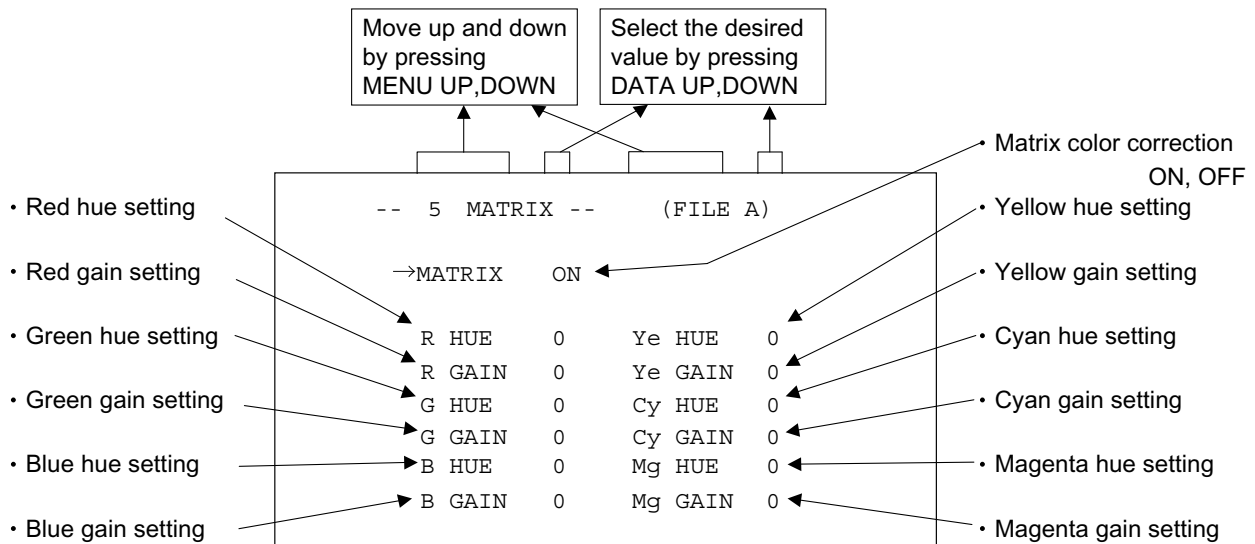 Move up and down
by pressing
MENU UP,DOWN
Select the desired
value by pressing
DATA UP,DOWN
・Matrix color correction
ON, OFF
-- 5 MATRIX -- (FILE A)
・Red hue setting
・Yellow hue setting
・Red gain setting
→MATRIX ON
・Yellow gain setting
・Green hue setting
R HUE 0 Ye HUE 0
・Cyan hue setting
R GAIN 0 Ye GAIN 0
・Green gain setting
G HUE 0 Cy HUE 0
・Cyan gain setting
G GAIN 0 Cy GAIN 0
・Blue hue setting
B HUE 0 Mg HUE 0
・Magenta hue setting
B GAIN 0 Mg GAIN 0
・Blue gain setting
・Magenta gain setting